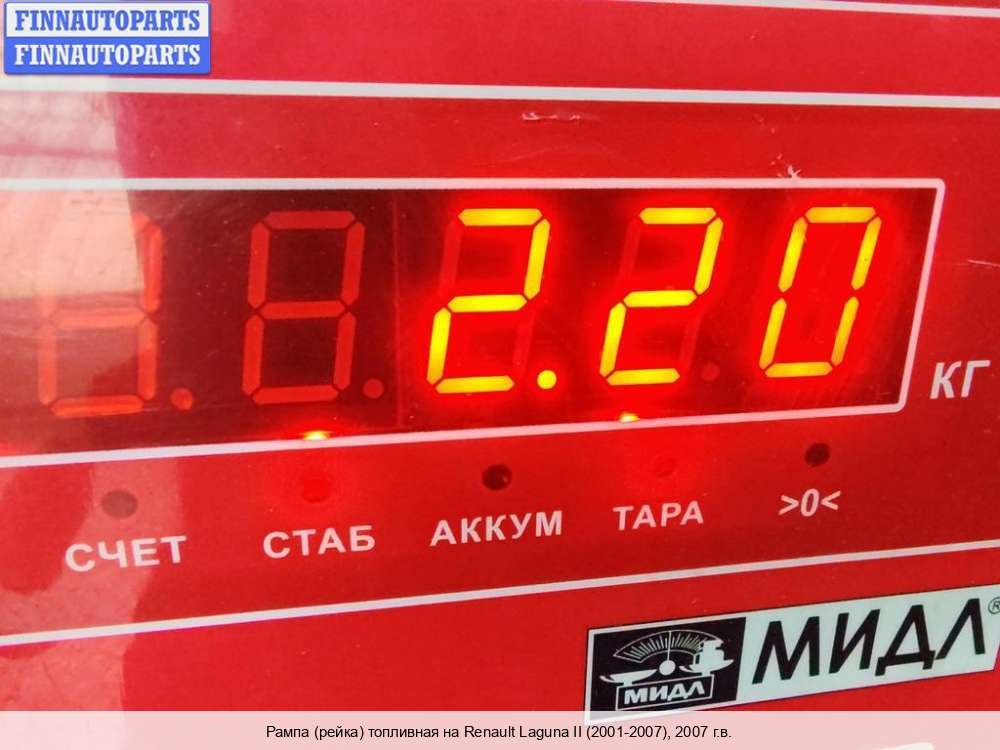 FINNAUTOPARTS
FINNAUTOPARTS
2.20
КГ
СЧЕТ СТАБ АККУМ ТАРА >0<
МИДЛ МИДЛ®
Рампа (рейка) топливная на Renault Laguna II (2001-2007), 2007 г.в.